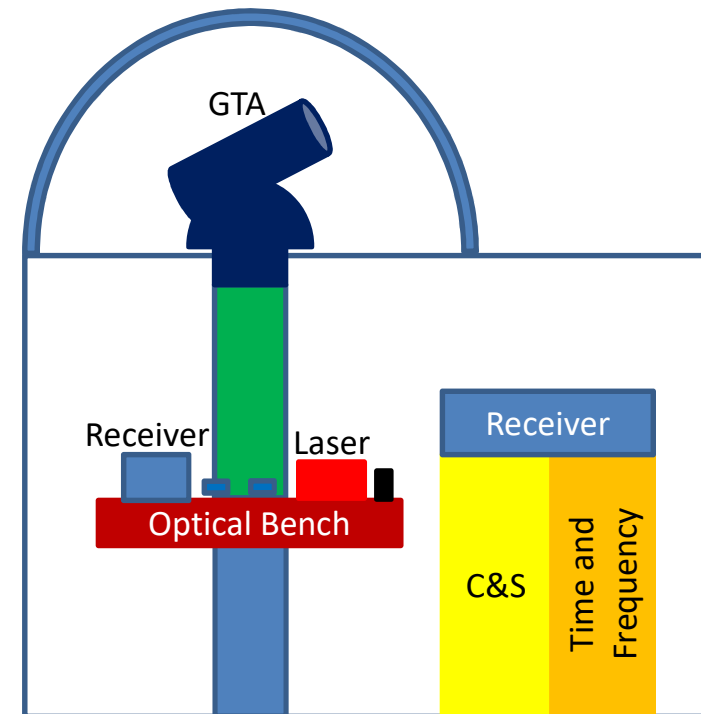 GTA
Receiver
Laser
Optical Bench
Receiver
C&S
Time and
Frequency